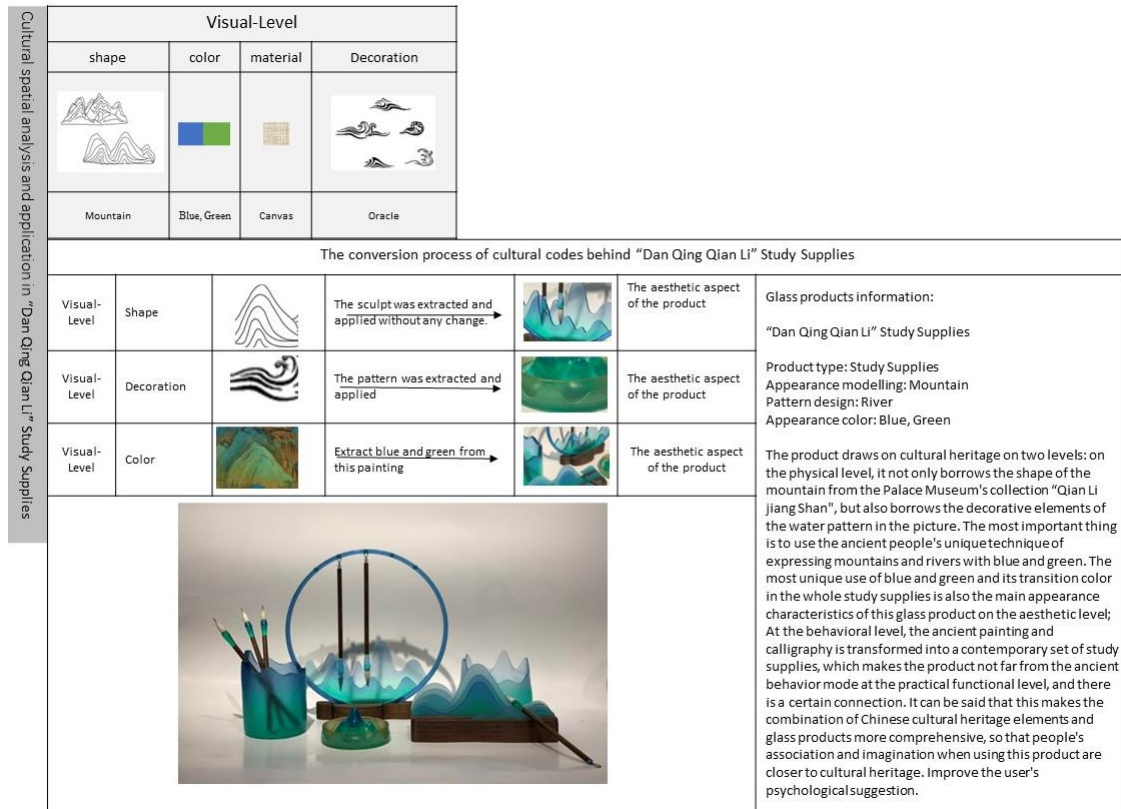 Cultural spatial analysis and application in "Dan Qing Qian Li" Study Supplies
Visual-Level
shape
color
material
Decoration
Mountain
Blue, Green
Canvas
Oracle
The conversion process of cultural codes behind "Dan Qing Qian Li" Study Supplies
Visual-
Level
Shape
The sculpt was extracted and
applied without any change.
The aesthetic aspect
of the product
Visual-
Level
Decoration
The pattern was extracted and
applied
The aesthetic aspect
of the product
Visual-
Level
Color
Extract blue and green from
this painting
The aesthetic aspect
of the product
Glass products information:
"Dan Qing Qian Li" Study Supplies
Product type: Study Supplies
Appearance modelling: Mountain
Pattern design: River
Appearance color: Blue, Green
The product draws on cultural heritage on two levels: on
the physical level, it not only borrows the shape of the
mountain from the Palace Museum's collection "Qian Li
jiang Shan", but also borrows the decorative elements of
the water pattern in the picture. The most important thing
is to use the ancient people's unique technique of
expressing mountains and rivers with blue and green. The
most unique use of blue and green and its transition color
in the whole study supplies is also the main appearance
characteristics of this glass product on the aesthetic level;
At the behavioral level, the ancient painting and
calligraphy is transformed into a contemporary set of study
supplies, which makes the product not far from the ancient
behavior mode at the practical functional level, and there
is a certain connection. It can be said that this makes the
combination of Chinese cultural heritage elements and
glass products more comprehensive, so that people's
association and imagination when using this product are
closer to cultural heritage. Improve the user's
psychological suggestion.